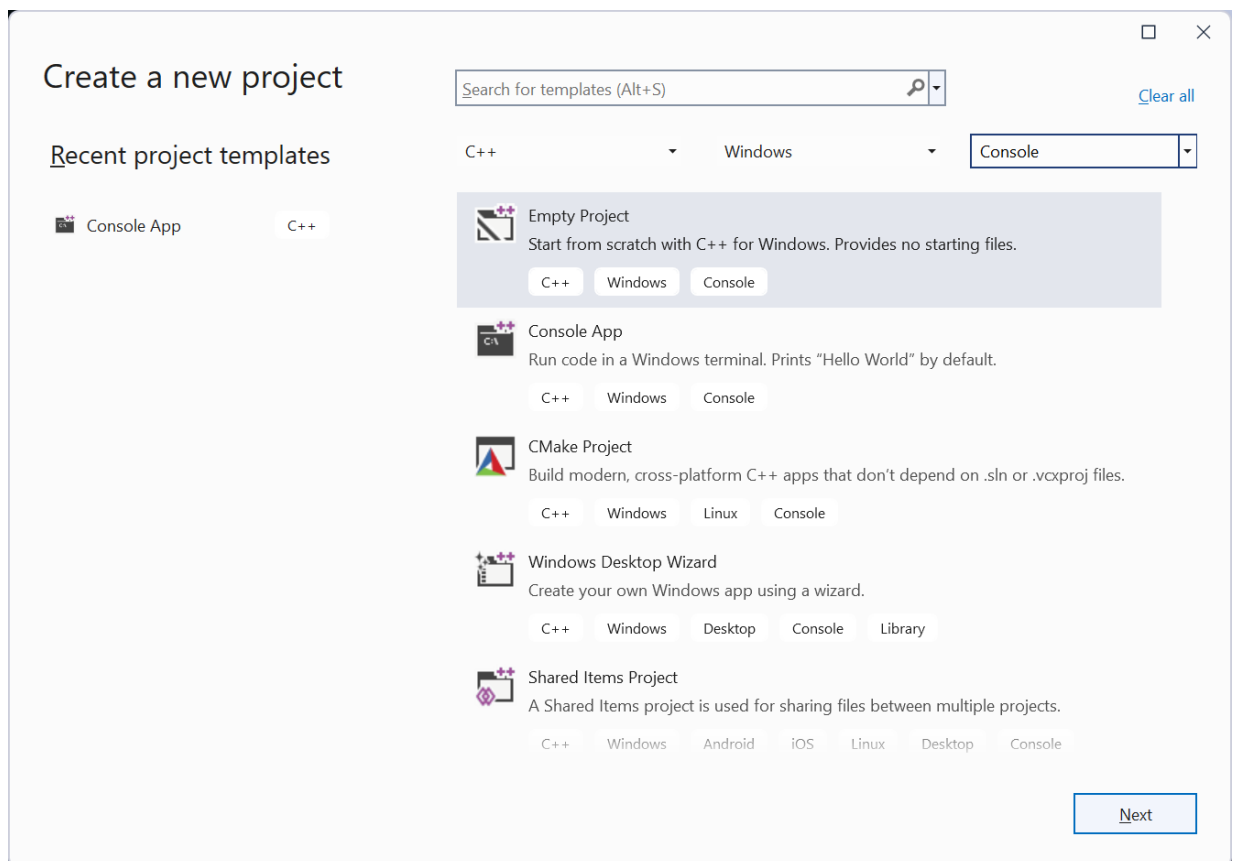 Create a new project
Search for templates (Alt+S)
Clear all
Recent project templates
C++ Windows Console
Console App C++
Empty Project
Start from scratch with C++ for Windows. Provides no starting files.
C++ Windows Console
Console App
Run code in a Windows terminal. Prints “Hello World” by default.
C++ Windows Console
CMake Project
Build modern, cross-platform C++ apps that don’t depend on .sln or .vcxproj files.
C++ Windows Linux Console
Windows Desktop Wizard
Create your own Windows app using a wizard.
C++ Windows Desktop Console Library
Shared Items Project
A Shared Items project is used for sharing files between multiple projects.
C++ Windows Android iOS Linux Desktop Console
Next